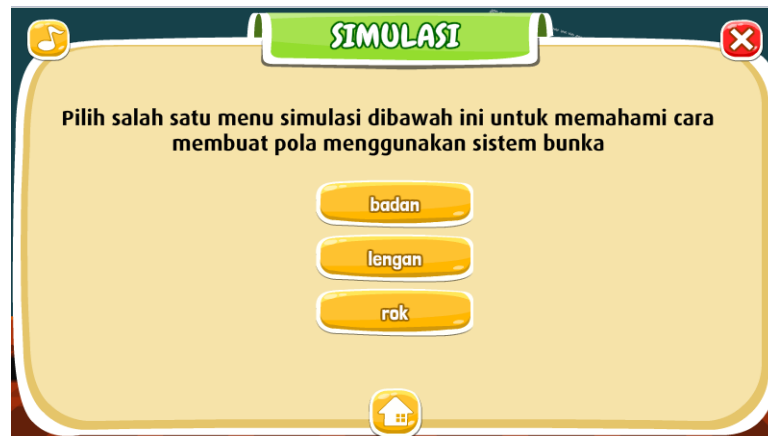 SIMULASI
Pilih salah satu menu simulasi dibawah ini untuk memahami cara
membuat pola menggunakan sistem bunka
badan
lengan
rok